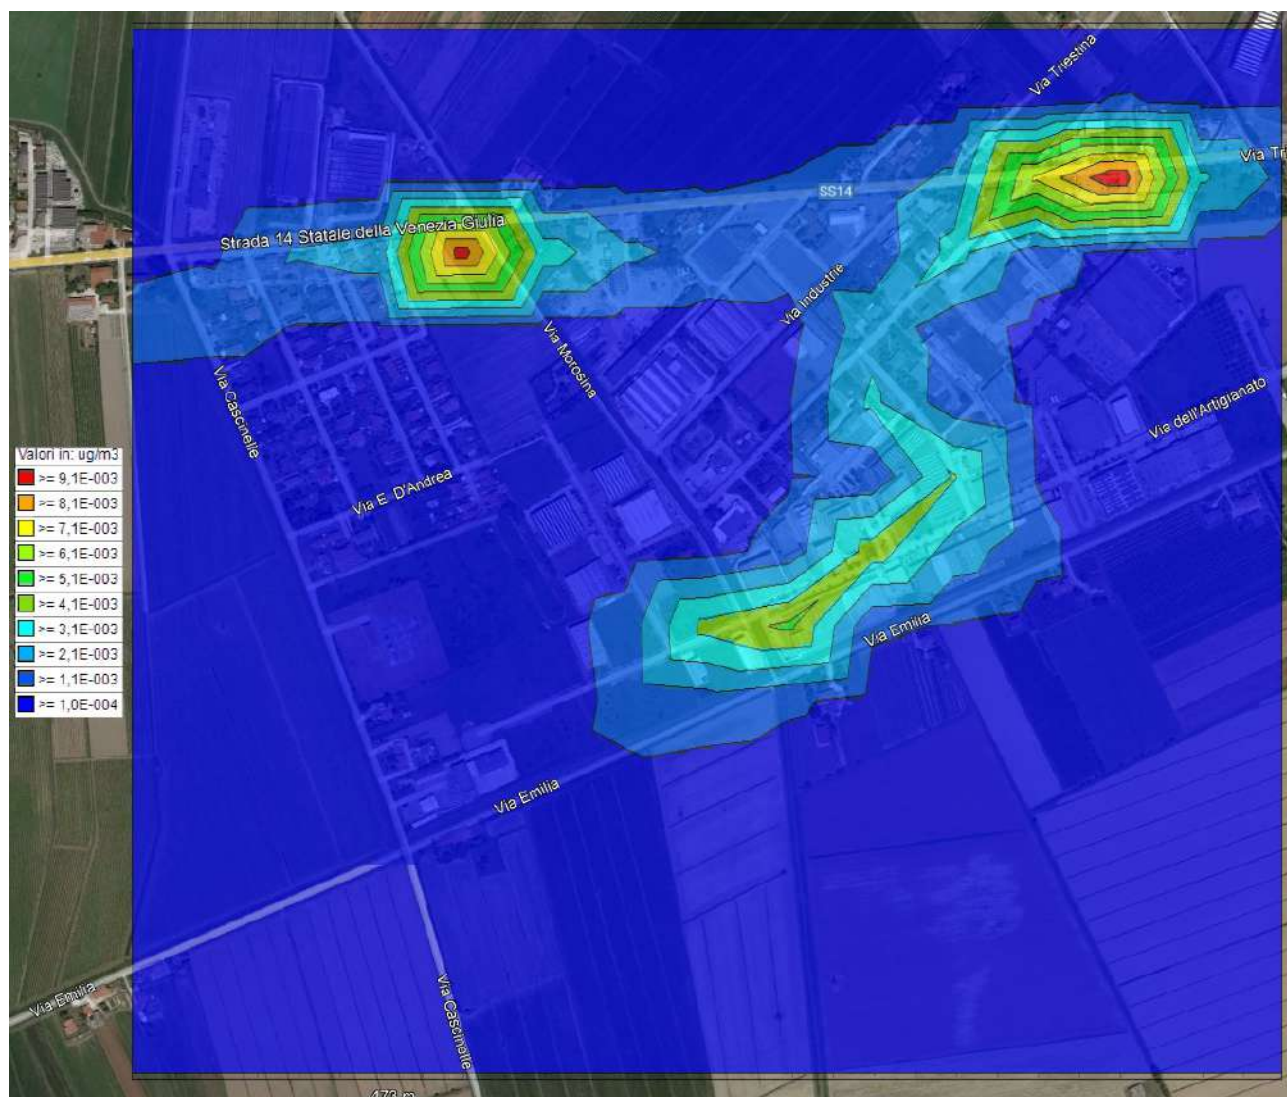 Via Triestina
Via Tri
SS14
Strada 14 Statale della Venezia Giulia
Via Industrie
Via Morosina
Via Cascinelle
Via dell'Artigianato
Via E. D'Andrea
Valori in: ug/m3
>= 9,1E-003
>= 8,1E-003
>= 7,1E-003
>= 6,1E-003
>= 5,1E-003
>= 4,1E-003
>= 3,1E-003
>= 2,1E-003
>= 1,1E-003
>= 1,0E-004
Via Emilia
Via Emilia
Via Emilia
Via Cascinelle